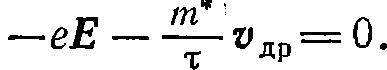 −eE − m*/τ v_др = 0.